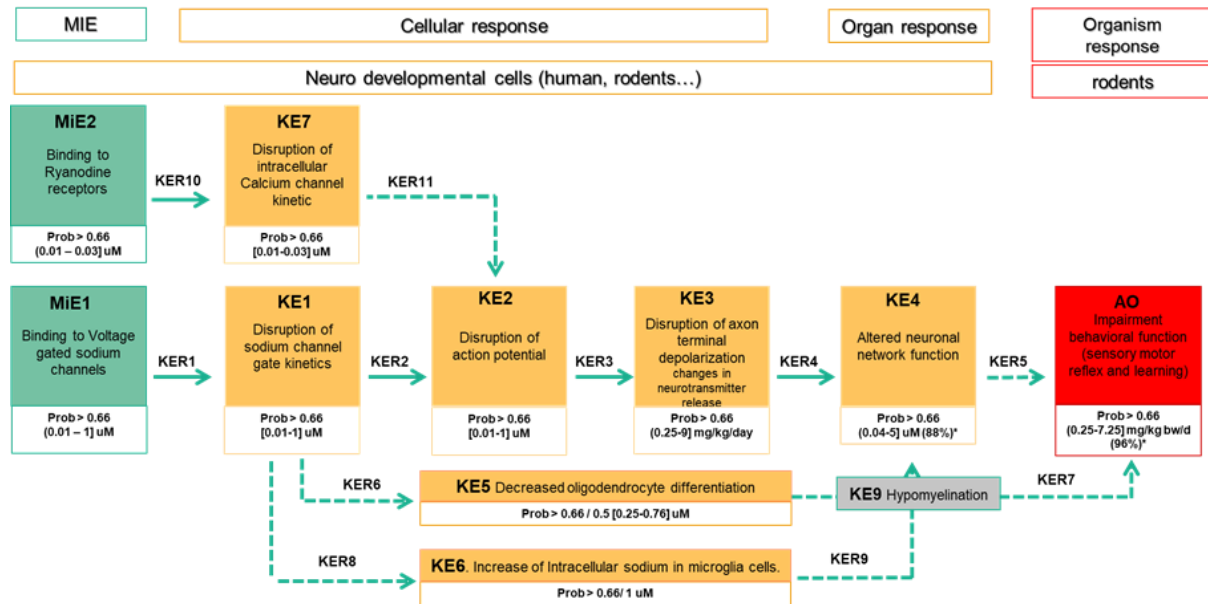 MIE
Cellular response
Organ response
Organism
response
Neuro developmental cells (human, rodents…)
rodents
MiE2
Binding to
Ryanodine
receptors
Prob > 0.66
(0.01 – 0.03] uM
KER10
KE7
Disruption of
intracellular
Calcium channel
kinetic
Prob > 0.66
[0.01-0.03] uM
KER11
MiE1
Binding to Voltage
gated sodium
channels
Prob > 0.66
(0.01 – 1] uM
KER1
KE1
Disruption of
sodium channel
gate kinetics
Prob > 0.66
[0.01-1] uM
KER2
KE2
Disruption of
action potential
Prob > 0.66
[0.01-1] uM
KER3
KE3
Disruption of axon
terminal
depolarization
changes in
neurotransmitter
release
Prob > 0.66
(0.25-9] mg/kg/day
KER4
KE4
Altered neuronal
network function
Prob > 0.66
(0.04-5] uM (88%)*
KER5
AO
Impairment
behavioral function
(sensory motor
reflex and learning)
Prob > 0.66
(0.25-7.25] mg/kg bw/d
(96%)*
KER6
KE5 Decreased oligodendrocyte differentiation
Prob > 0.66 / 0.5 [0.25-0.76] uM
KE9 Hypomyelination
KER7
KER8
KE6. Increase of Intracellular sodium in microglia cells.
Prob > 0.66/ 1 uM
KER9